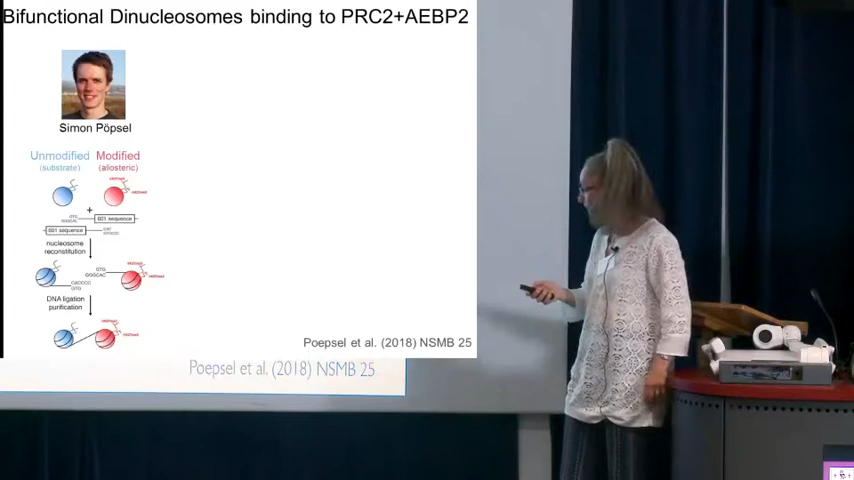 Bifunctional Dinucleosomes binding to PRC2+AEBP2
Simon Pöpsel
Unmodified Modified
(substrate) (allosteric)
+
601 sequence
601 sequence
nucleosome
reconstitution
DNA ligation
purification
Poepsel et al. (2018) NSMB 25
Poepsel et al. (2018) NSMB 25